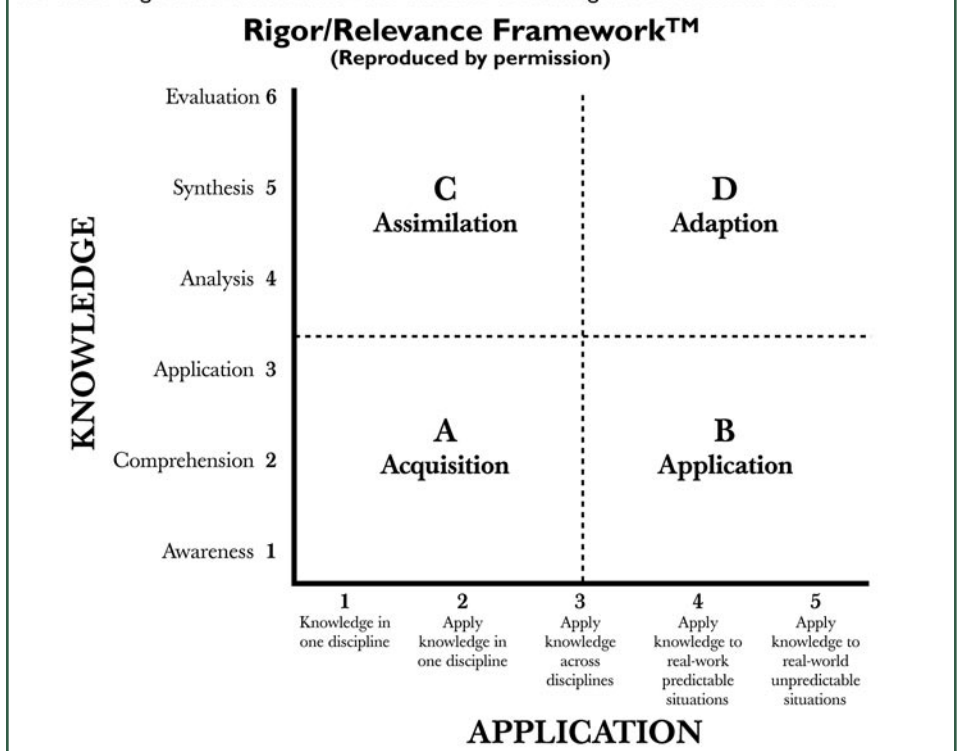 Rigor/Relevance Framework™
(Reproduced by permission)
Evaluation 6
Synthesis 5
Analysis 4
Application 3
Comprehension 2
Awareness 1
KNOWLEDGE
C
Assimilation
D
Adaption
A
Acquisition
B
Application
1
Knowledge in
one discipline
2
Apply
knowledge in
one discipline
3
Apply
knowledge
across
disciplines
4
Apply
knowledge to
real-work
predictable
situations
5
Apply
knowledge to
real-world
unpredictable
situations
APPLICATION